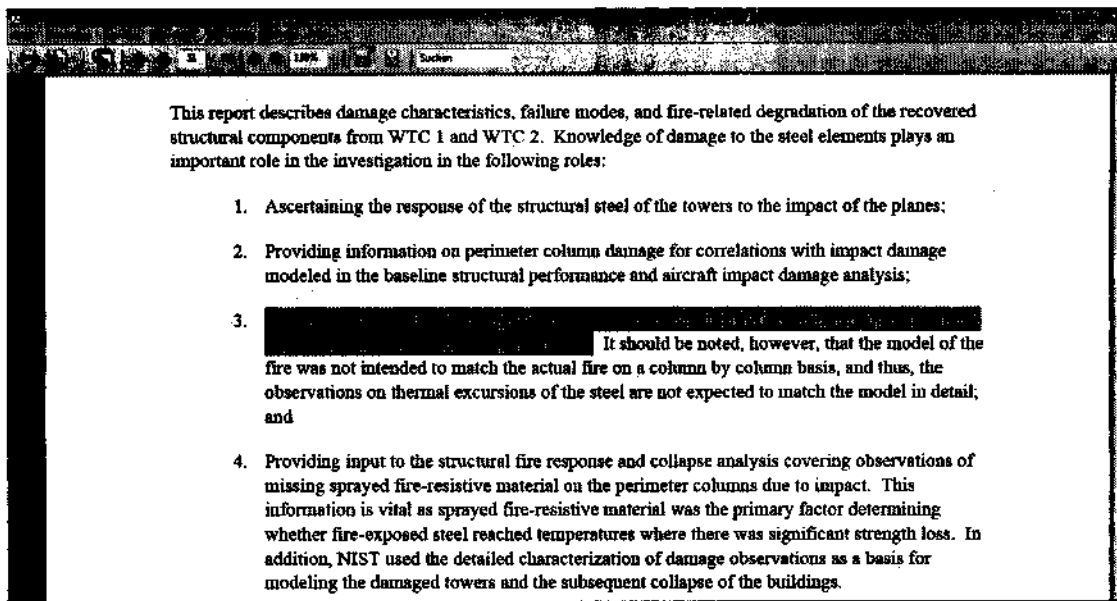 31
Suchen
This report describes damage characteristics, failure modes, and fire-related degradation of the recovered
structural components from WTC 1 and WTC 2. Knowledge of damage to the steel elements plays an
important role in the investigation in the following roles:
1. Ascertaining the response of the structural steel of the towers to the impact of the planes;
2. Providing information on perimeter column damage for correlations with impact damage
modeled in the baseline structural performance and aircraft impact damage analysis;
3.
It should be noted, however, that the model of the
fire was not intended to match the actual fire on a column by column basis, and thus, the
observations on thermal excursions of the steel are not expected to match the model in detail;
and
4. Providing input to the structural fire response and collapse analysis covering observations of
missing sprayed fire-resistive material on the perimeter columns due to impact. This
information is vital as sprayed fire-resistive material was the primary factor determining
whether fire-exposed steel reached temperatures where there was significant strength loss. In
addition, NIST used the detailed characterization of damage observations as a basis for
modeling the damaged towers and the subsequent collapse of the buildings.